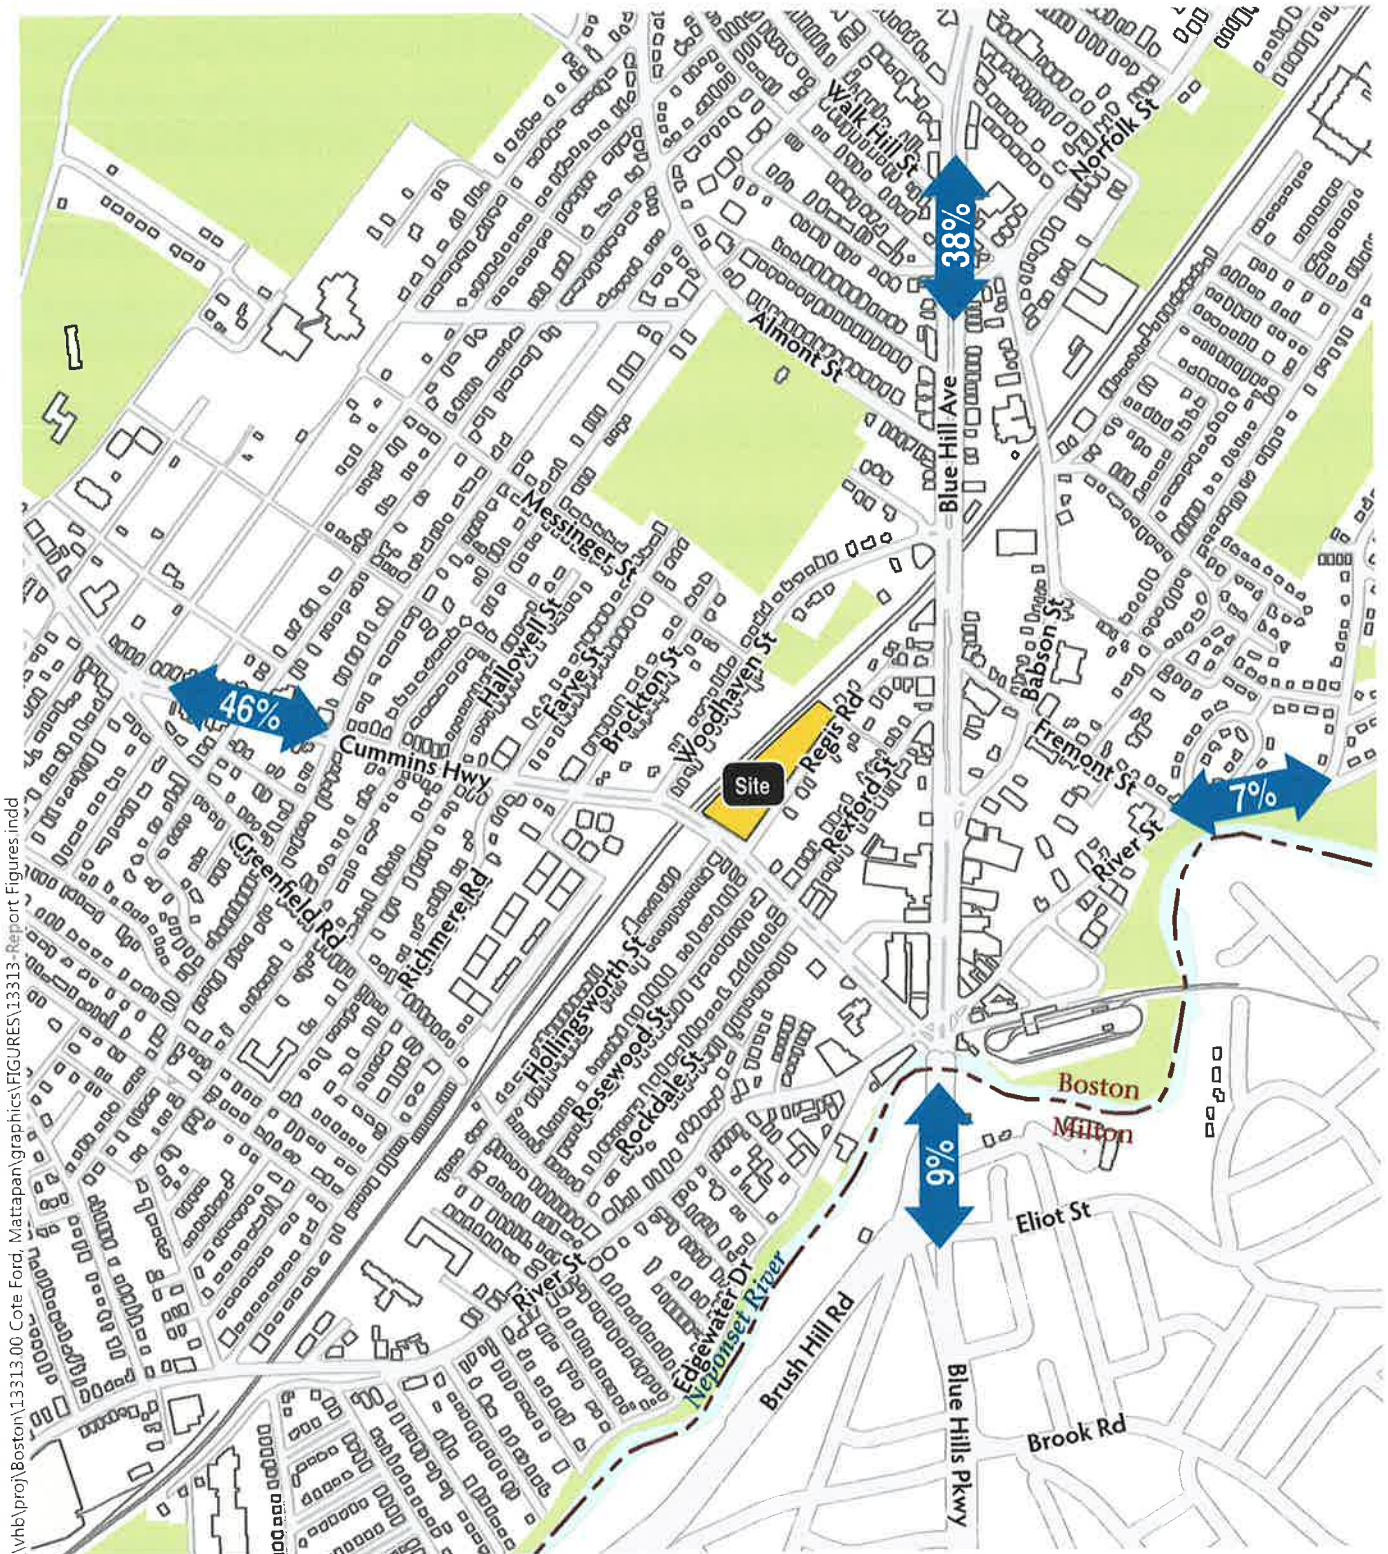 Walk Hill St
Norfolk St
38%
Almont St
Blue Hill Ave
Messinger St
Hallowell St
Farve St
Brockton St
Woodhaven St
Babson St
46%
Cummins Hwy
Site
Regis Rd
Rexford St
Fremont St
7%
River St
Greenfield Rd
Richmere Rd
Hollingsworth St
Rosewood St
Rockdale St
Boston
Milton
9%
Eliot St
River St
Edgewater Dr
Neponset River
Brush Hill Rd
Blue Hills Pkwy
Brook Rd
\vhb\proj\Boston\13313.00 Cote Ford, Mattapan\graphics\FIGURES\13313-Report Figures.indd